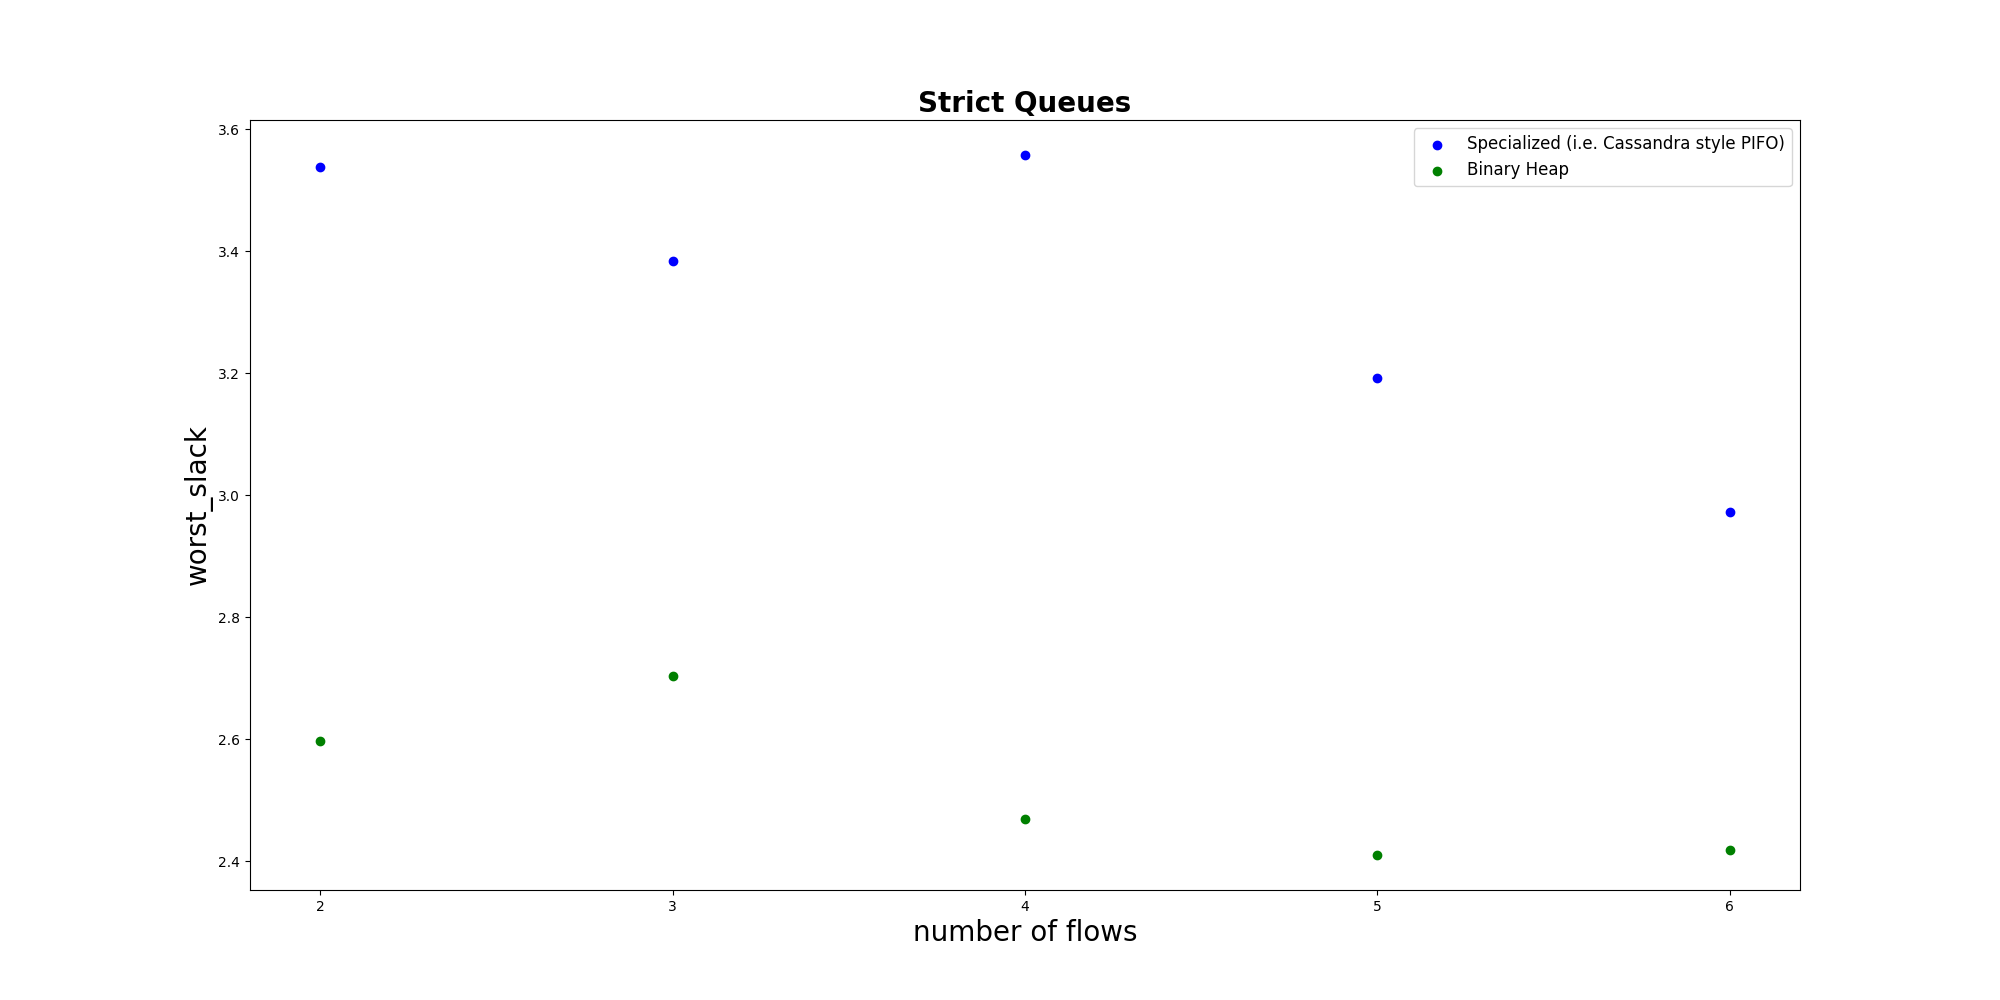 Strict Queues
3.6
3.4
3.2
3.0
2.8
2.6
2.4
worst_slack
Specialized (i.e. Cassandra style PIFO)
Binary Heap
2 3 4 5 6
number of flows